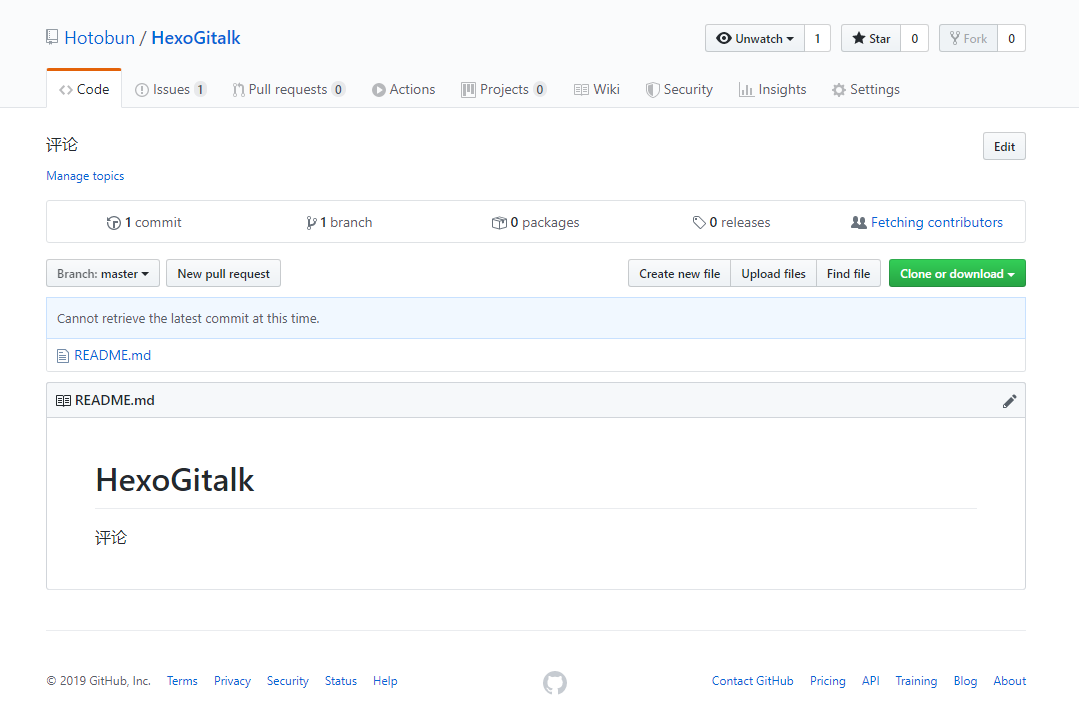 Hotobun / HexoGitalk
Unwatch 1 Star 0 Fork 0
Code Issues 1 Pull requests 0 Actions Projects 0 Wiki Security Insights Settings
评论
Edit
Manage topics
1 commit 1 branch 0 packages 0 releases Fetching contributors
Branch: master New pull request Create new file Upload files Find file Clone or download
Cannot retrieve the latest commit at this time.
README.md
README.md
HexoGitalk
评论
© 2019 GitHub, Inc. Terms Privacy Security Status Help Contact GitHub Pricing API Training Blog About